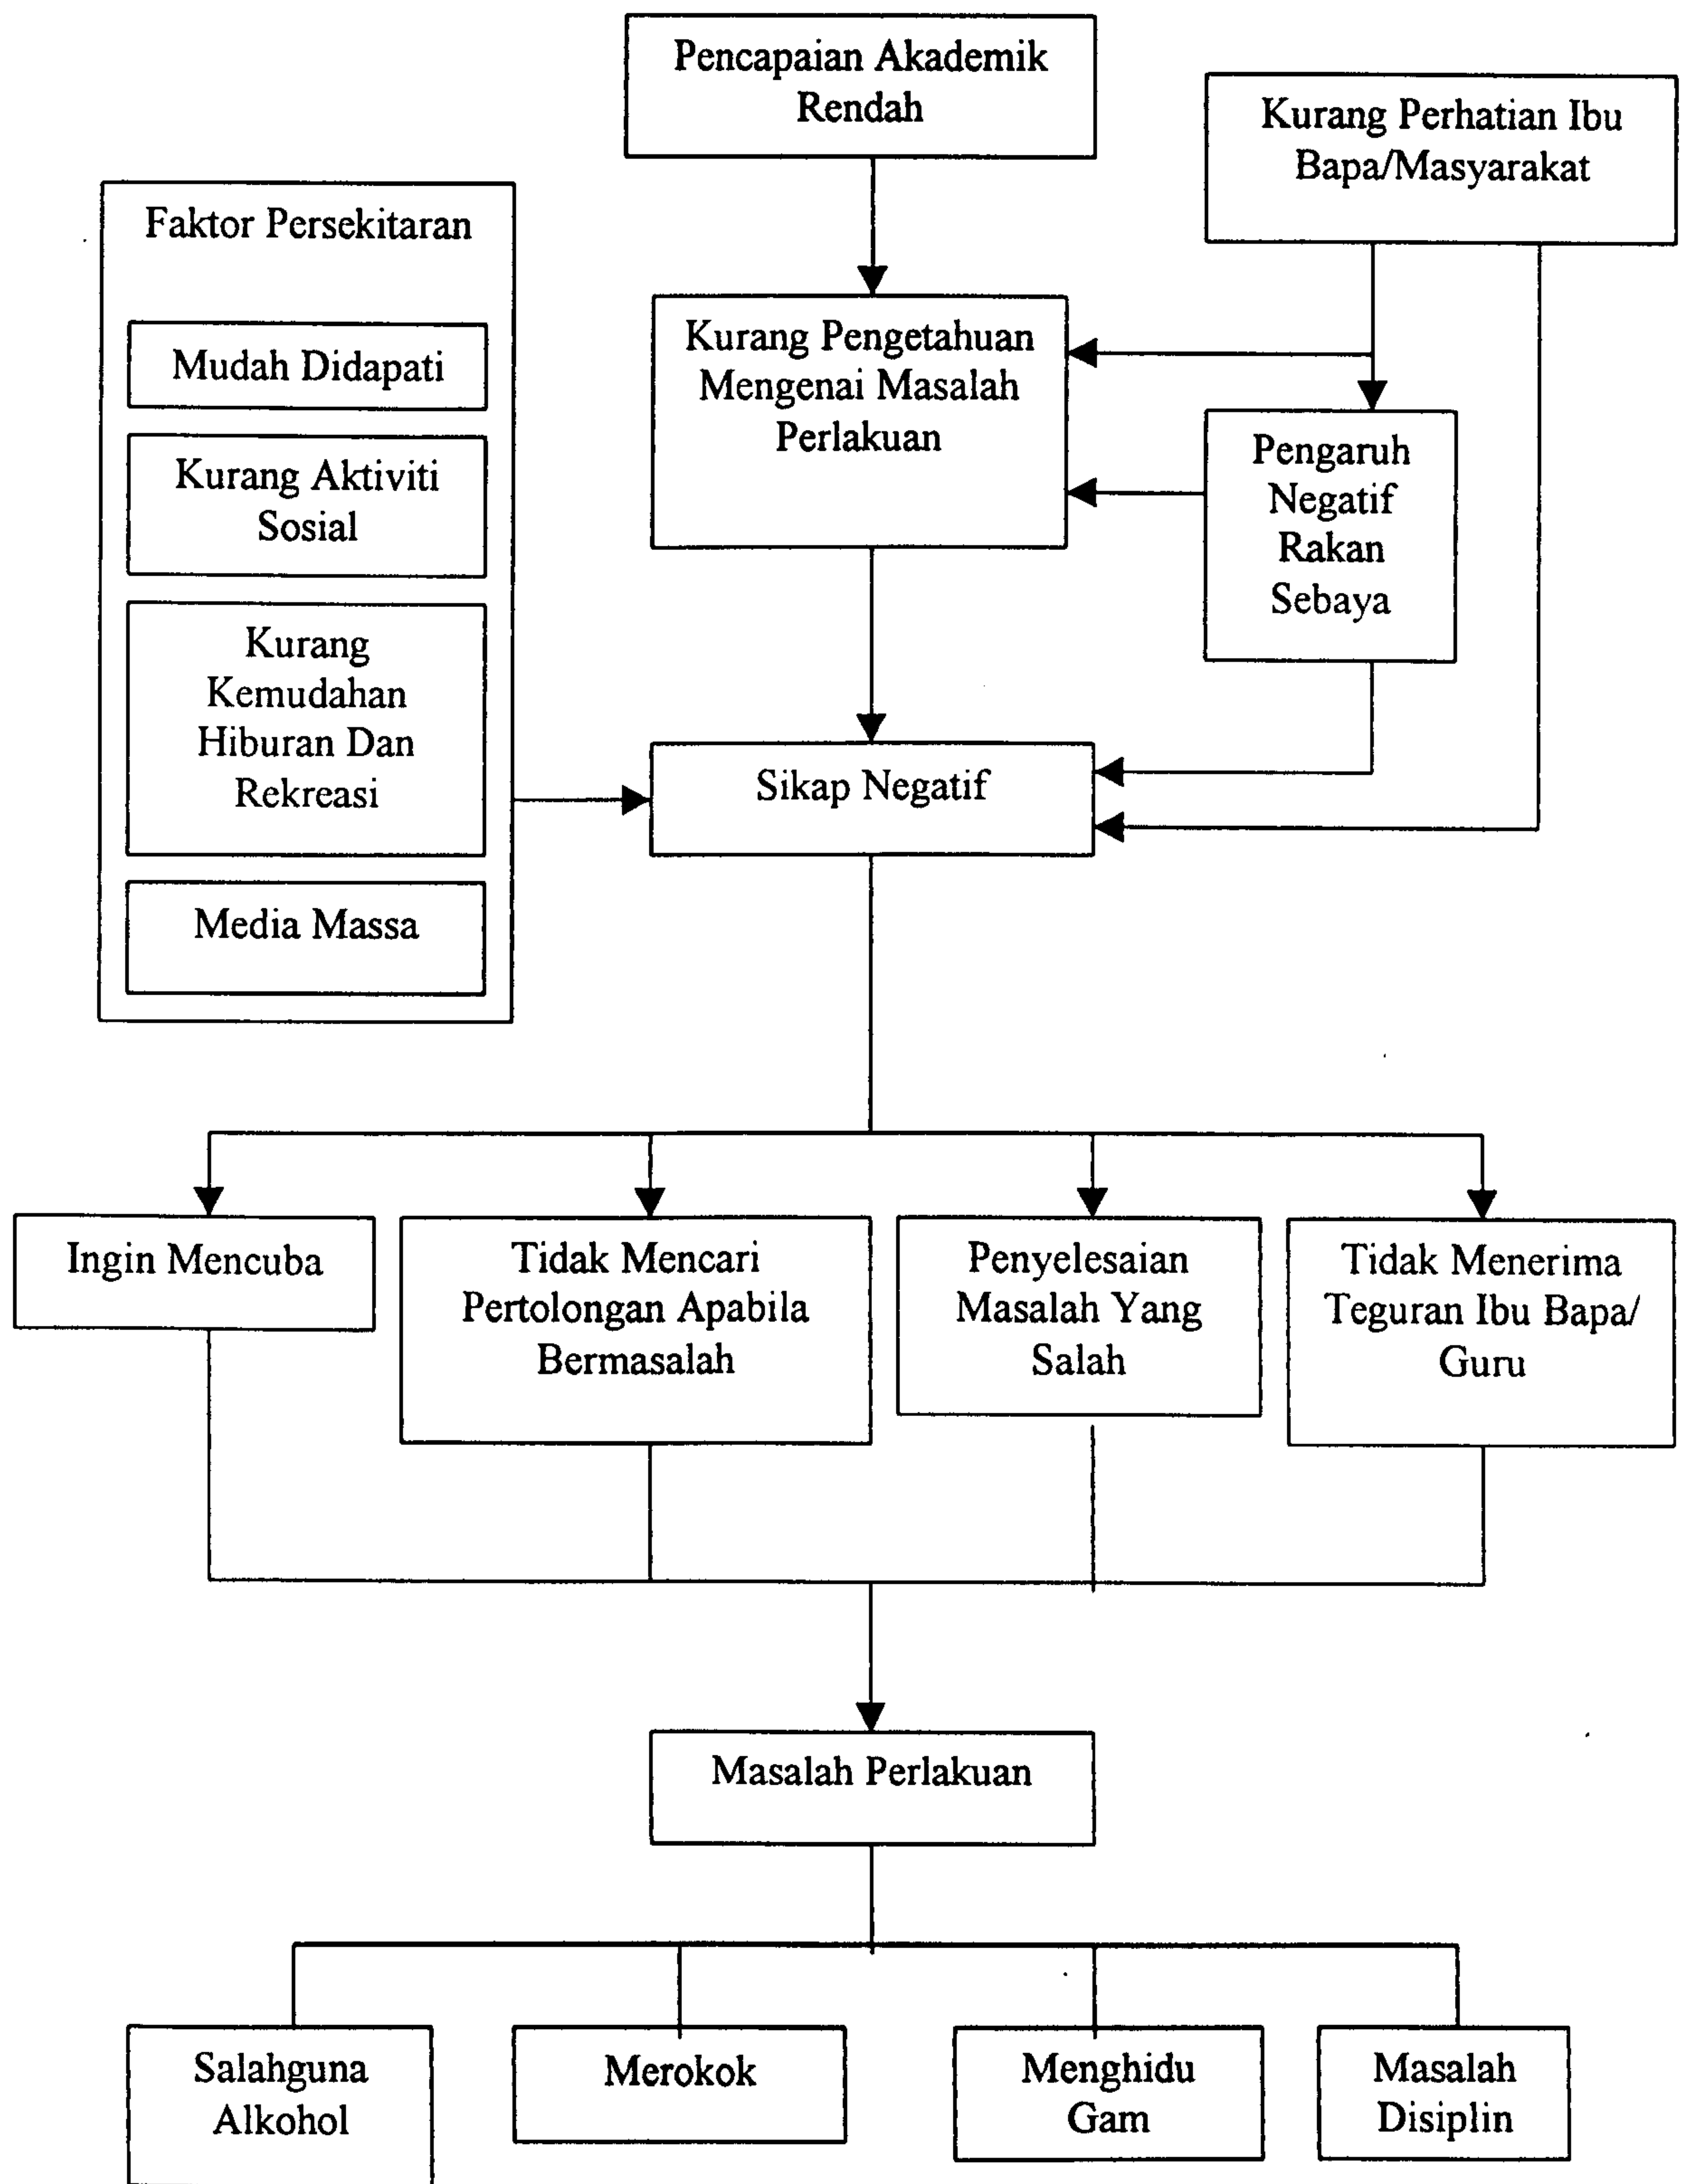 Pencapaian Akademik
Rendah
Kurang Perhatian Ibu
Bapa/Masyarakat
Faktor Persekitaran
Mudah Didapati
Kurang Aktiviti
Sosial
Kurang
Kemudahan
Hiburan Dan
Rekreasi
Media Massa
Kurang Pengetahuan
Mengenai Masalah
Perlakuan
Pengaruh
Negatif
Rakan
Sebaya
Sikap Negatif
Ingin Mencuba
Tidak Mencari
Pertolongan Apabila
Bermasalah
Penyelesaian
Masalah Yang
Salah
Tidak Menerima
Teguran Ibu Bapa/
Guru
Masalah Perlakuan
Salahguna
Alkohol
Merokok
Menghidu
Gam
Masalah
Disiplin